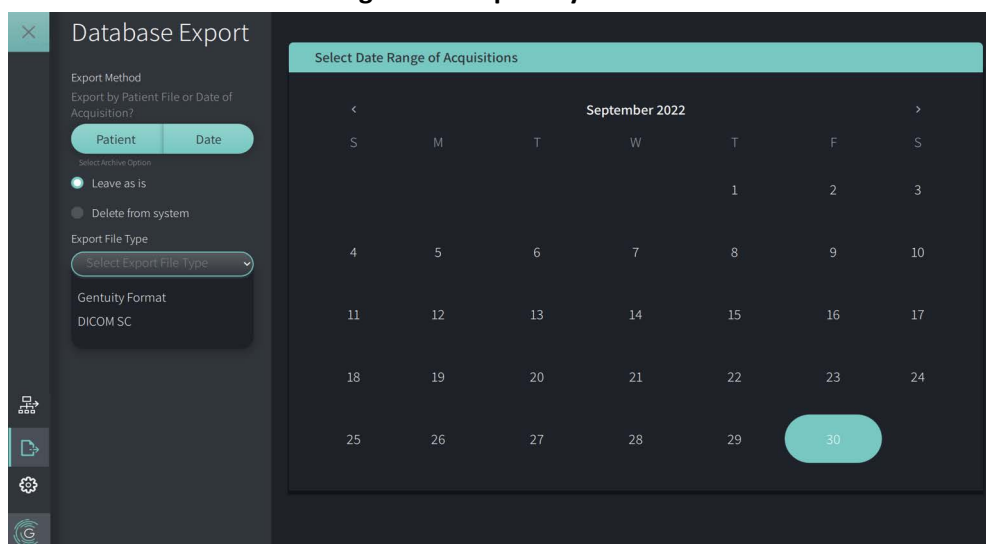 Database Export
Export Method
Export by Patient File or Date of
Acquisition?
Patient Date
Select Archive Option
Leave as is
Delete from system
Export File Type
Select Export File Type
Gentuity Format
DICOM SC
G
Select Date Range of Acquisitions
< September 2022 >
S M T W T F S
1 2 3
4 5 6 7 8 9 10
11 12 13 14 15 16 17
18 19 20 21 22 23 24
25 26 27 28 29 30